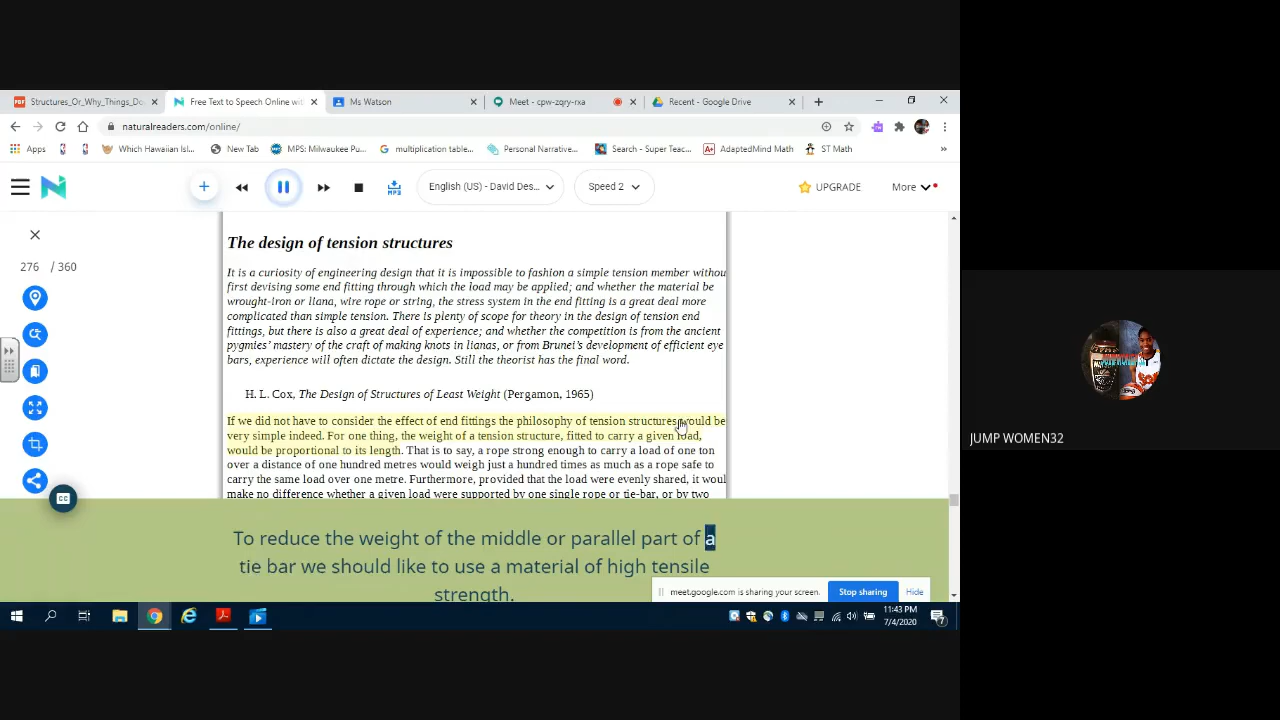 Structures_Or_Why_Things_Do
Free Text to Speech Online wit
Ms Watson
Meet - cpw-zqry-rxa
Recent - Google Drive
naturalreaders.com/online/
Apps
Which Hawaiian Isl...
New Tab
MPS: Milwaukee Pu...
multiplication table...
Personal Narrative...
Search - Super Teac...
AdaptedMind Math
ST Math
»
MP3
English (US) - David Des...
Speed 2
UPGRADE
More
276 / 360
The design of tension structures
It is a curiosity of engineering design that it is impossible to fashion a simple tension member withou
first devising some end fitting through which the load may be applied; and whether the material be
wrought-iron or liana, wire rope or string, the stress system in the end fitting is a great deal more
complicated than simple tension. There is plenty of scope for theory in the design of tension end
fittings, but there is also a great deal of experience; and whether the competition is from the ancient
pygmies' mastery of the craft of making knots in lianas, or from Brunei's development of efficient eye
bars, experience will often dictate the design. Still the theorist has the final word.
H. L. Cox, The Design of Structures of Least Weight (Pergamon, 1965)
If we did not have to consider the effect of end fittings the philosophy of tension structures would be
very simple indeed. For one thing, the weight of a tension structure, fitted to carry a given load,
would be proportional to its length. That is to say, a rope strong enough to carry a load of one ton
over a distance of one hundred metres would weigh just a hundred times as much as a rope safe to
carry the same load over one metre. Furthermore, provided that the load were evenly shared, it woul
make no difference whether a given load were supported by one single rope or tie-bar, or by two
CC
To reduce the weight of the middle or parallel part of a
tie bar we should like to use a material of high tensile
strength.
meet.google.com is sharing your screen.
Stop sharing
Hide
11:43 PM
7/4/2020
7
JUMP WOMEN32